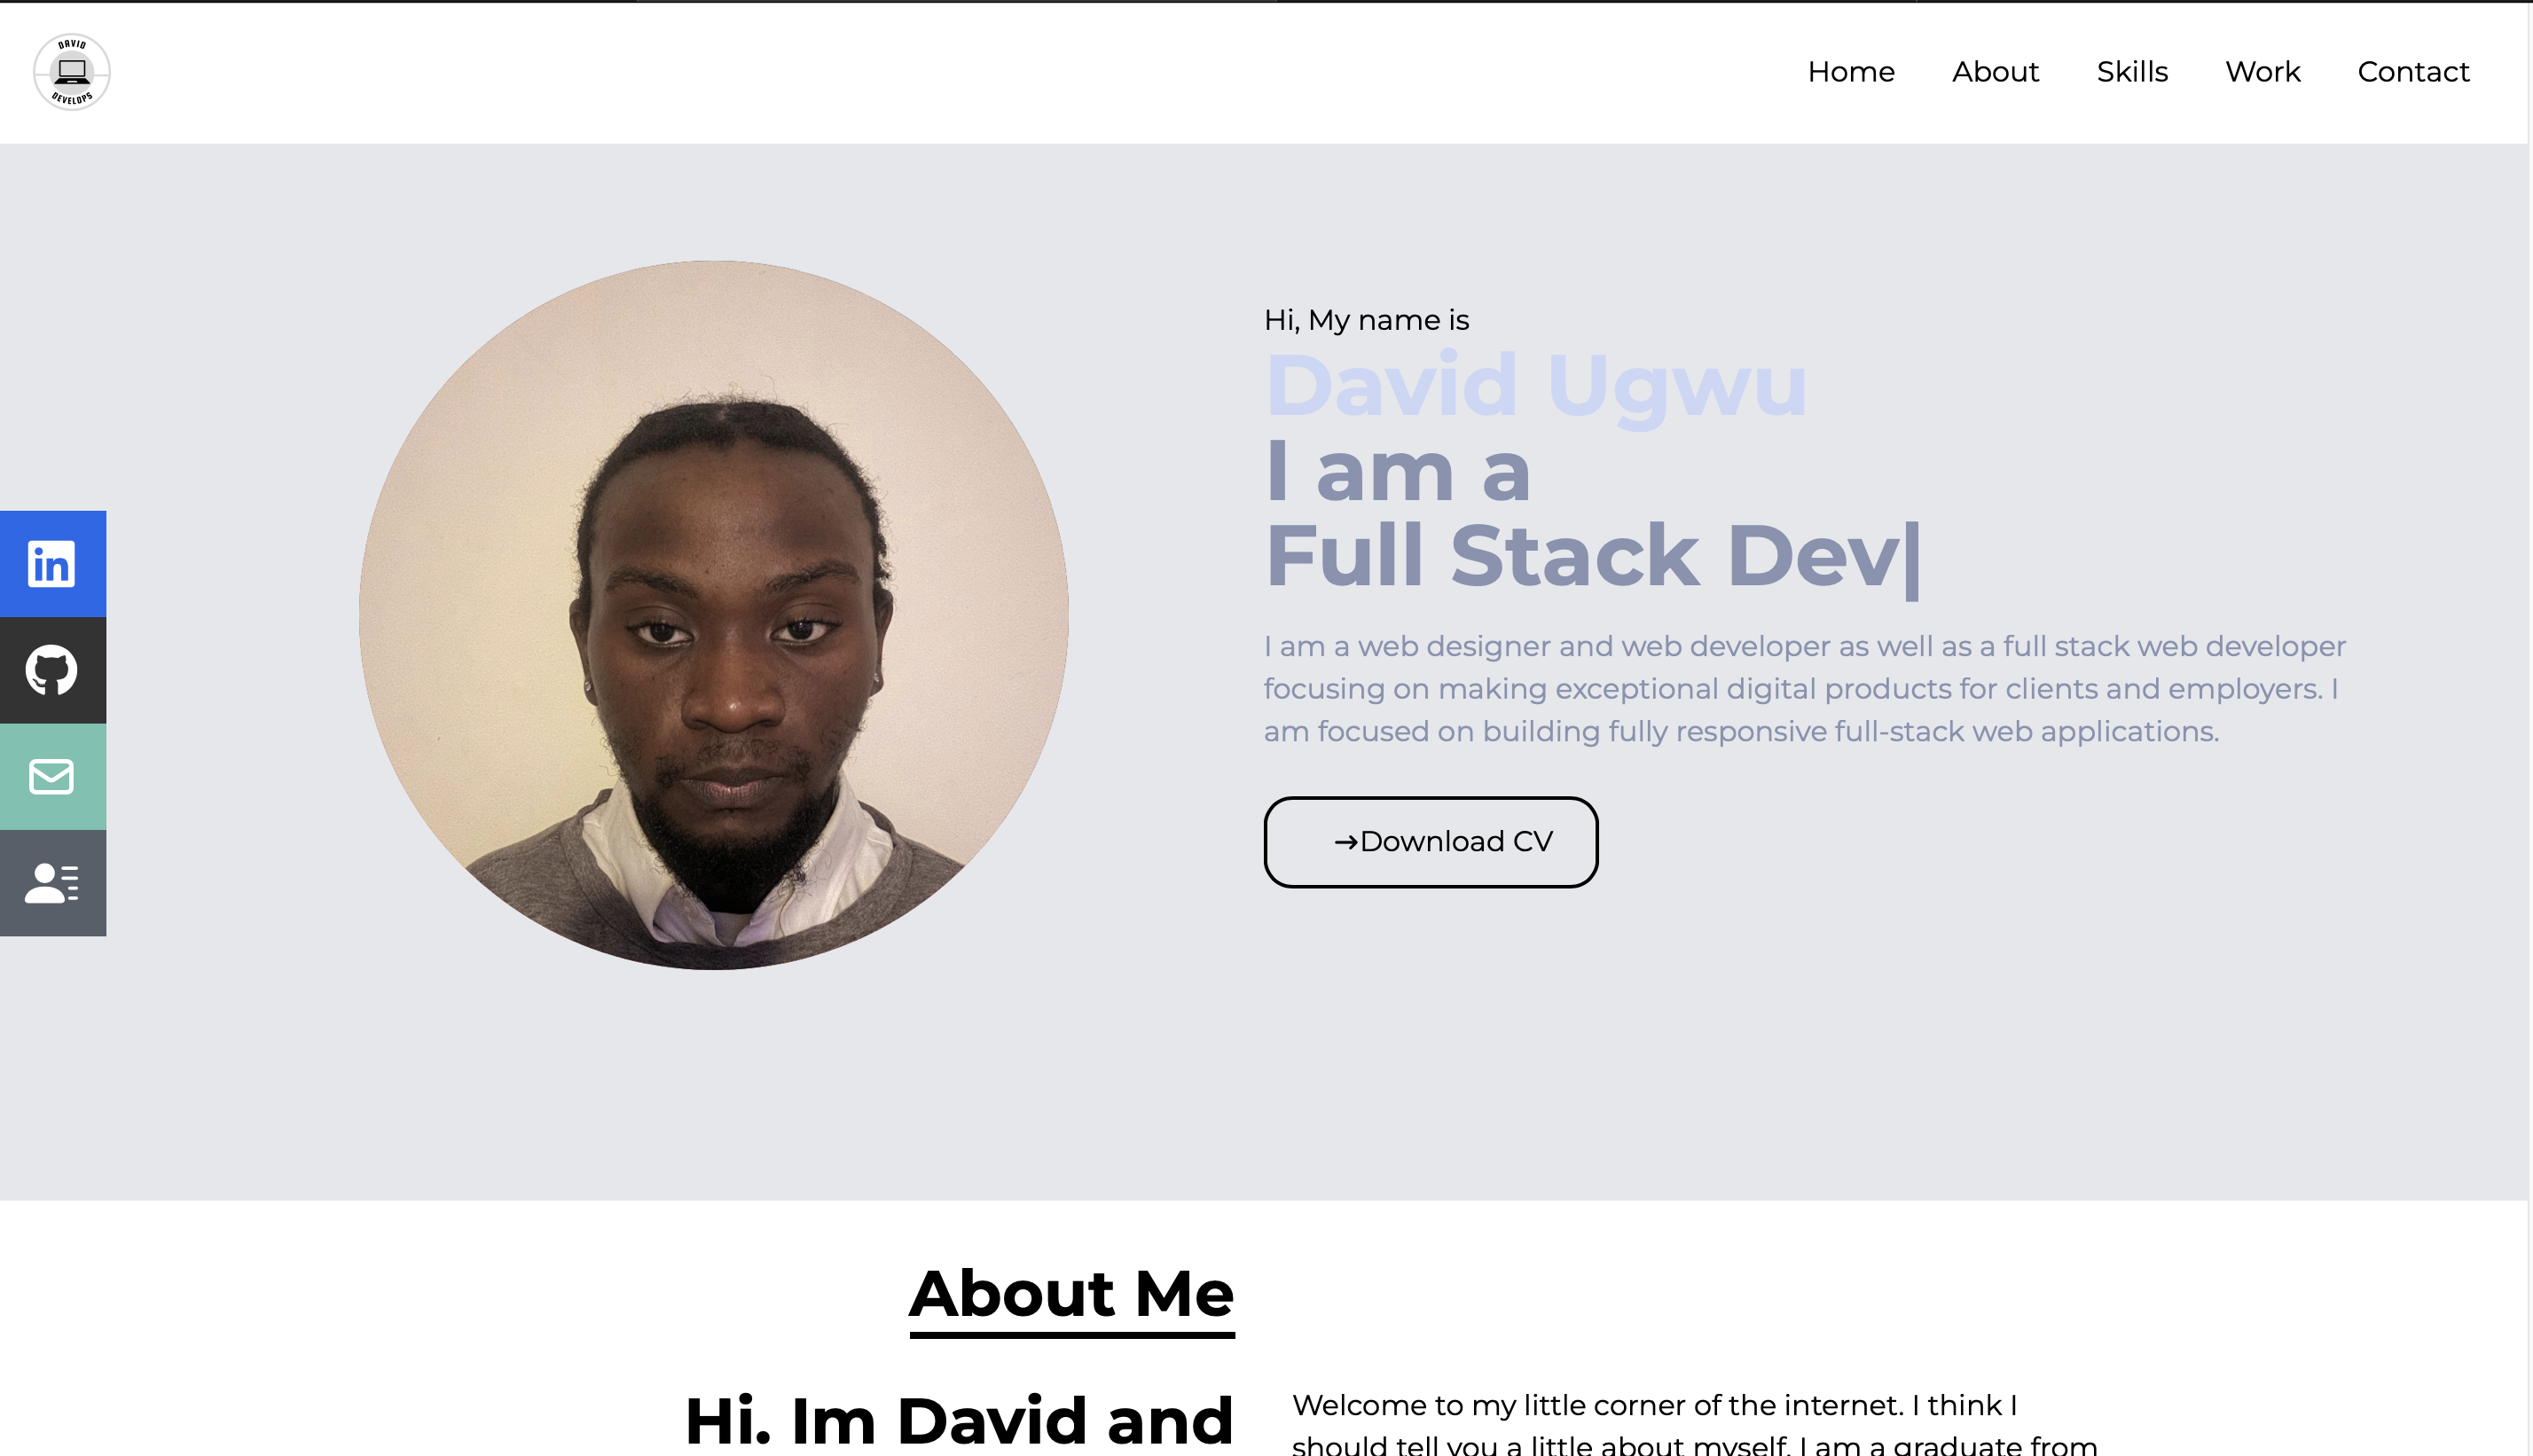 DAVID
DEVELOPS
Home About Skills Work Contact
Hi, My name is
David Ugwu
I am a
Full Stack Dev|
I am a web designer and web developer as well as a full stack web developer
focusing on making exceptional digital products for clients and employers. I
am focused on building fully responsive full-stack web applications.
→Download CV
in
About Me
Hi. Im David and
Welcome to my little corner of the internet. I think I
should tell you a little about myself. I am a graduate from